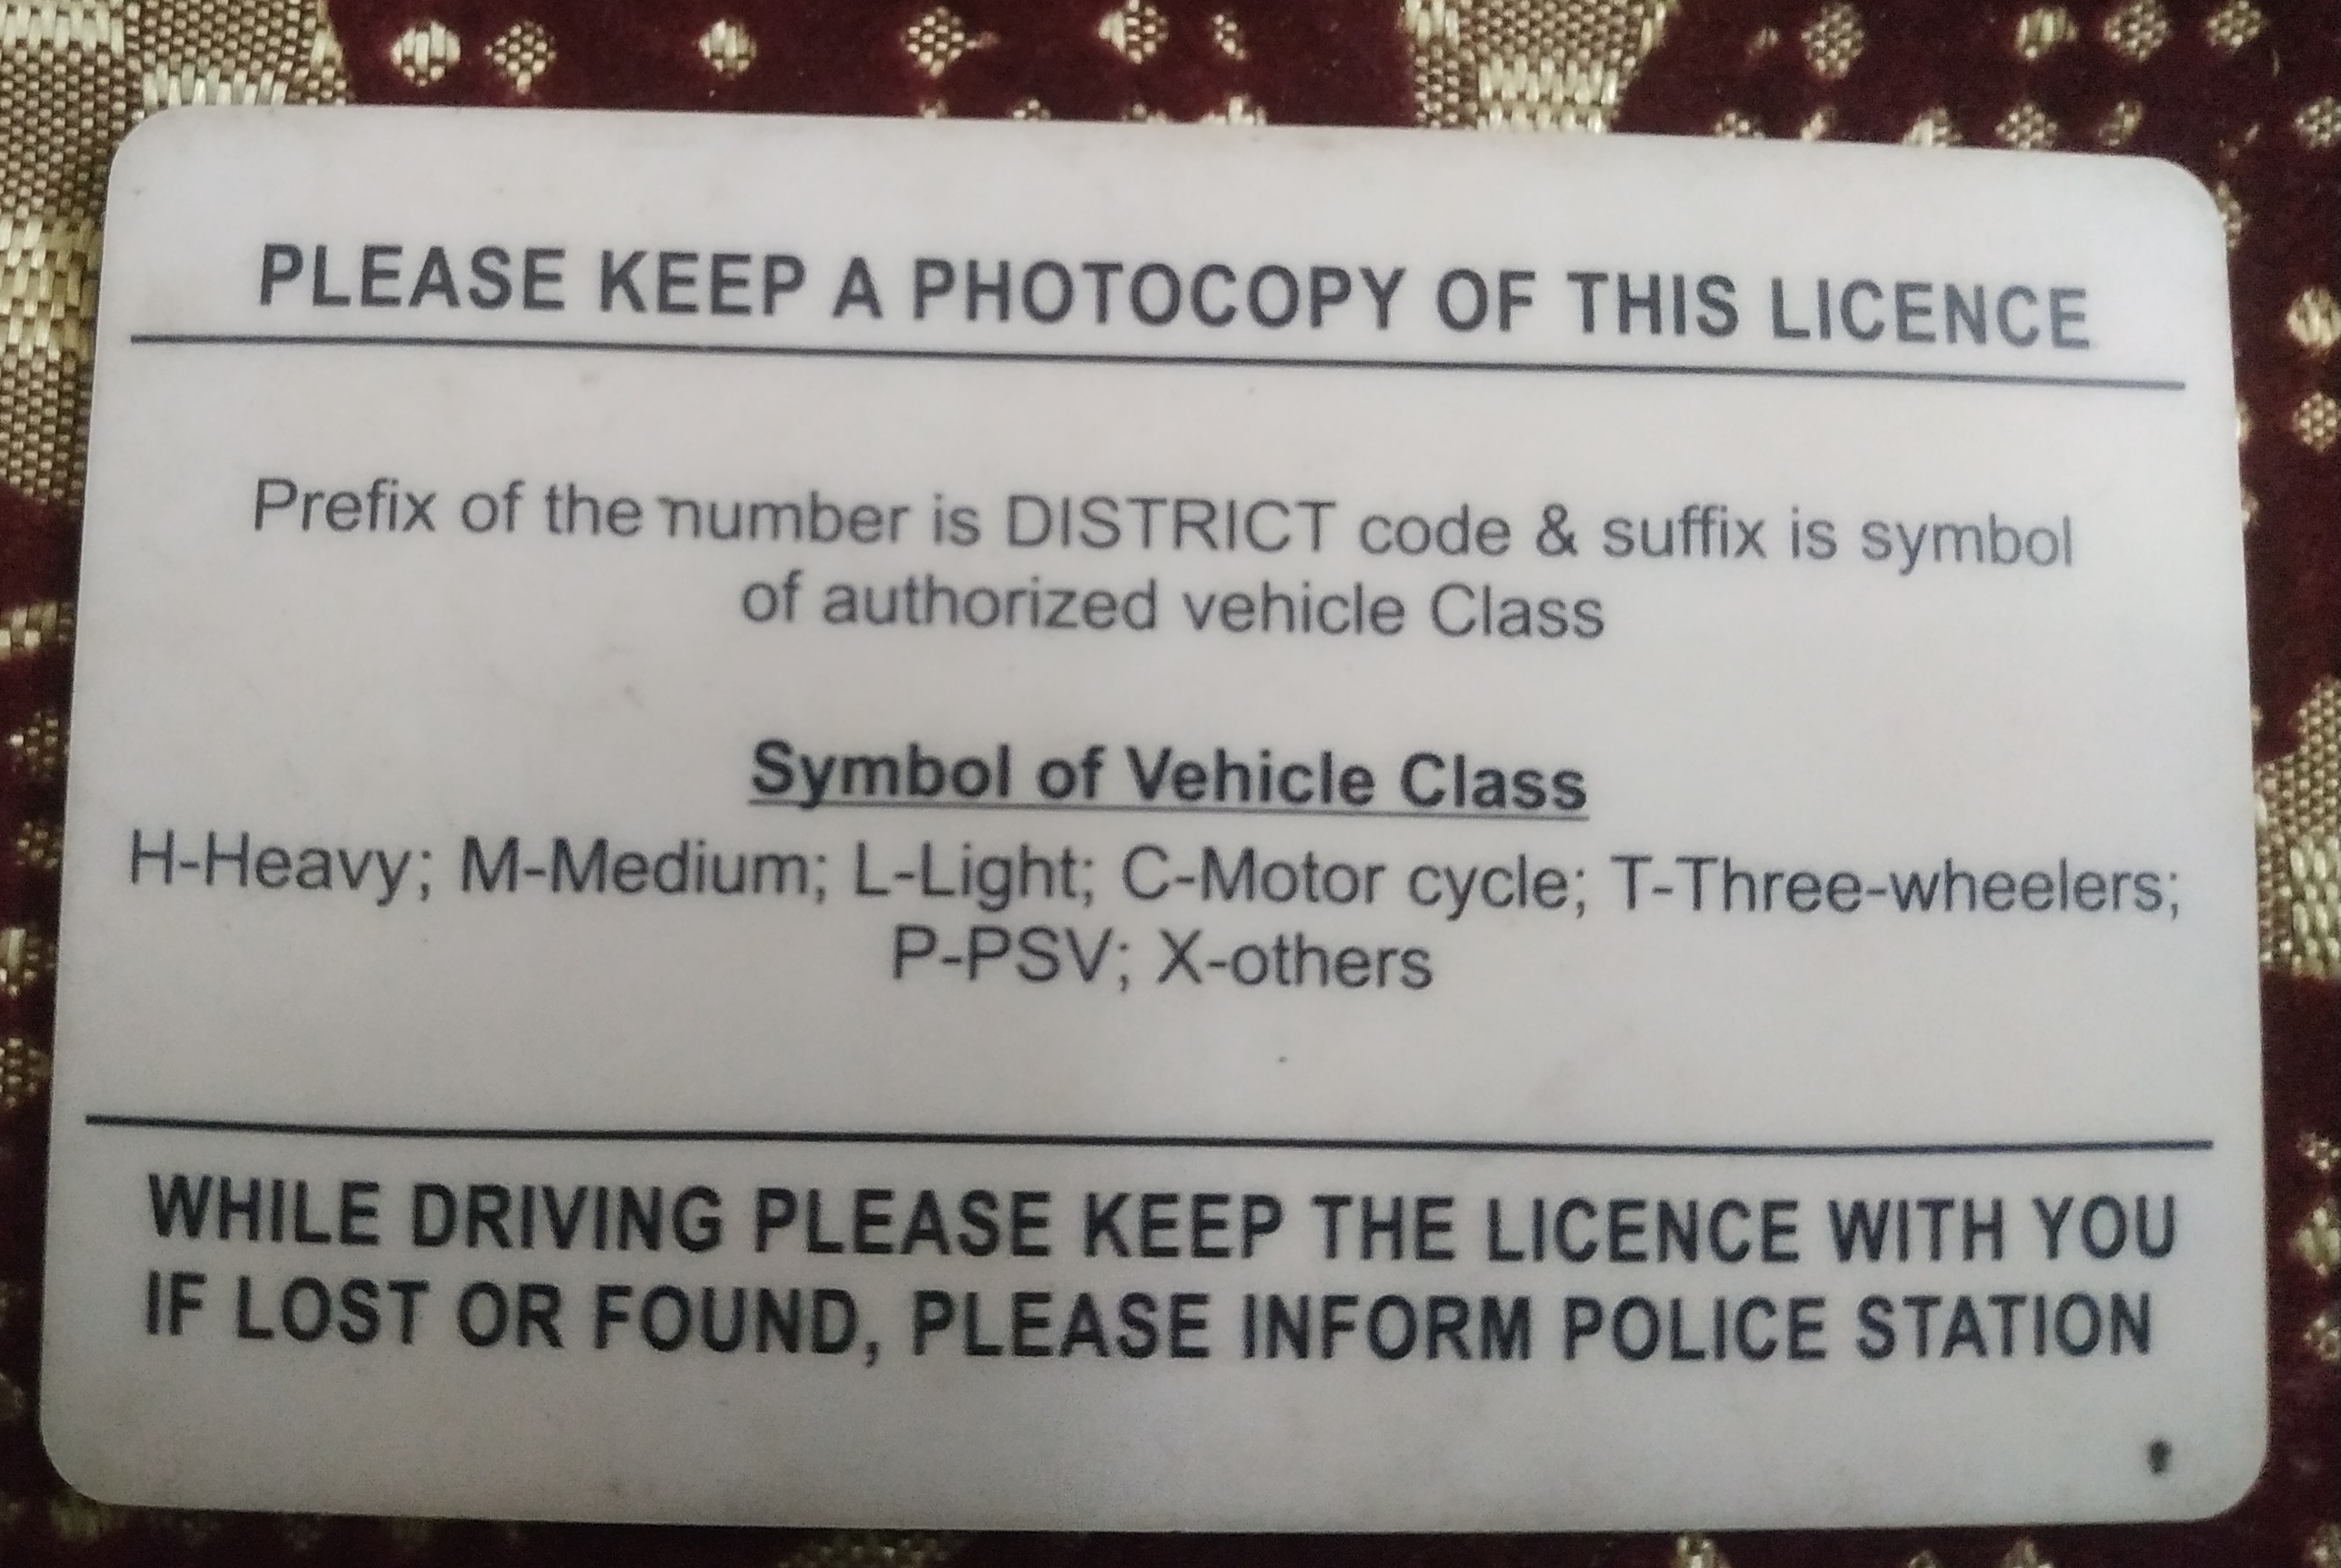 PLEASE KEEP A PHOTOCOPY OF THIS LICENCE
Prefix of the number is DISTRICT code & suffix is symbol
of authorized vehicle Class
Symbol of Vehicle Class
H-Heavy; M-Medium; L-Light; C-Motor cycle; T-Three-wheelers;
P-PSV; X-others
WHILE DRIVING PLEASE KEEP THE LICENCE WITH YOU
IF LOST OR FOUND, PLEASE INFORM POLICE STATION